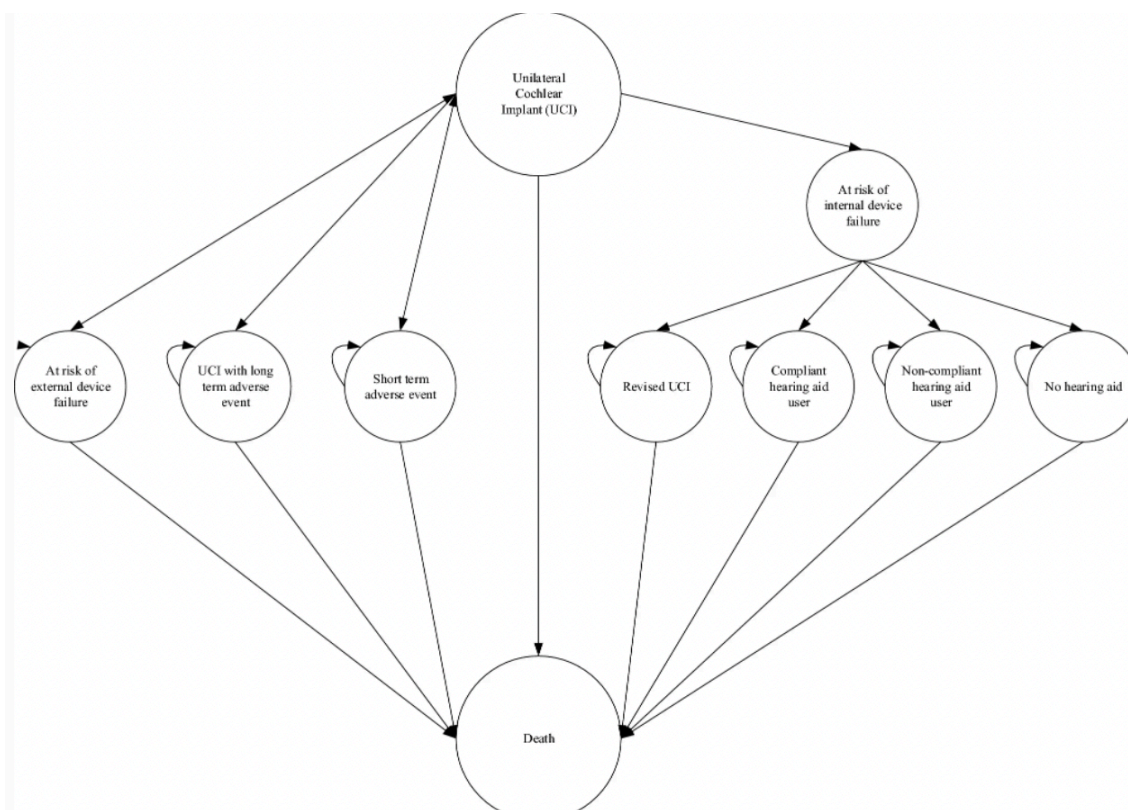 Unilateral
Cochlear
Implant (UCI)
At risk of
internal device
failure
At risk of
external device
failure
UCI with long
term adverse
event
Short term
adverse event
Revised UCI
Compliant
hearing aid
user
Non-compliant
hearing aid
user
No hearing aid
Death